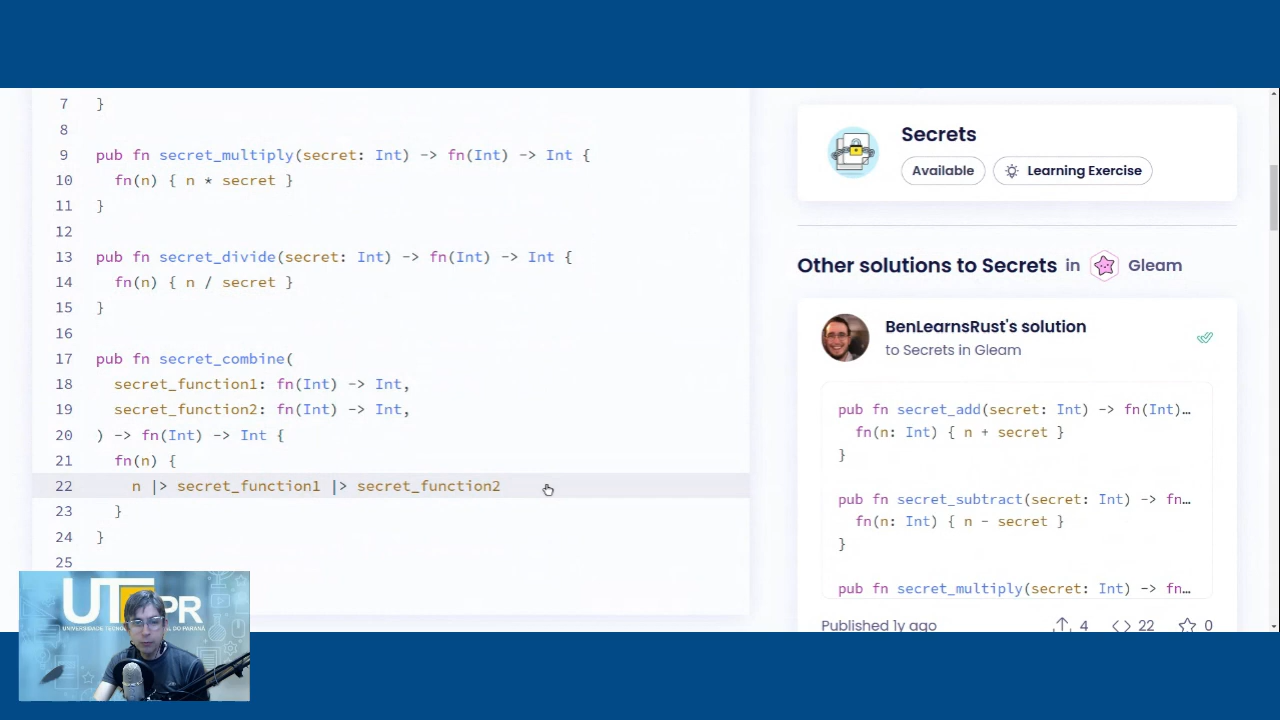 7 }
8
9 pub fn secret_multiply(secret: Int) -> fn(Int) -> Int {
10 fn(n) { n * secret }
11 }
12
13 pub fn secret_divide(secret: Int) -> fn(Int) -> Int {
14 fn(n) { n / secret }
15 }
16
17 pub fn secret_combine(
18 secret_function1: fn(Int) -> Int,
19 secret_function2: fn(Int) -> Int,
20 ) -> fn(Int) -> Int {
21 fn(n) {
22 n |> secret_function1 |> secret_function2
23 }
24 }
25
Secrets
Available Learning Exercise
Other solutions to Secrets in Gleam
BenLearnsRust's solution
to Secrets in Gleam
pub fn secret_add(secret: Int) -> fn(Int)…
fn(n: Int) { n + secret }
}
pub fn secret_subtract(secret: Int) -> fn…
fn(n: Int) { n - secret }
}
pub fn secret_multiply(secret: Int) -> fn…
Published 1y ago 4 22 0
UT PR
UNIVERSIDADE DO PARANÁ